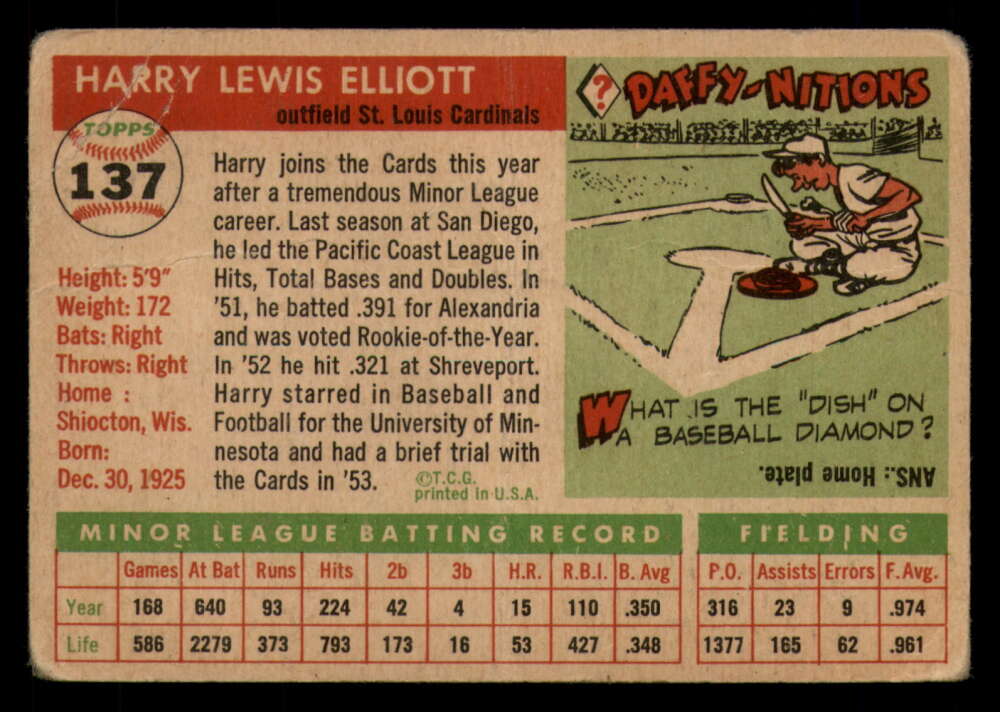 HARRY LEWIS ELLIOTT
outfield St. Louis Cardinals
TOPPS
137
Height: 5'9"
Weight: 172
Bats: Right
Throws: Right
Home :
Shiocton, Wis.
Born:
Dec. 30, 1925
Harry joins the Cards this year
after a tremendous Minor League
career. Last season at San Diego,
he led the Pacific Coast League in
Hits, Total Bases and Doubles. In
'51, he batted .391 for Alexandria
and was voted Rookie-of-the-Year.
In '52 he hit .321 at Shreveport.
Harry starred in Baseball and
Football for the University of Min-
nesota and had a brief trial with
the Cards in '53.
©T.C.G.
printed in U.S.A.
? DAFFY-NITIONS
WHAT IS THE "DISH" ON
A BASEBALL DIAMOND?
ANS.: Home plate.
MINOR LEAGUE BATTING RECORD FIELDING
Games At Bat Runs Hits 2b 3b H.R. R.B.I. B. Avg P.O. Assists Errors F.Avg.
Year 168 640 93 224 42 4 15 110 .350 316 23 9 .974
Life 586 2279 373 793 173 16 53 427 .348 1377 165 62 .961